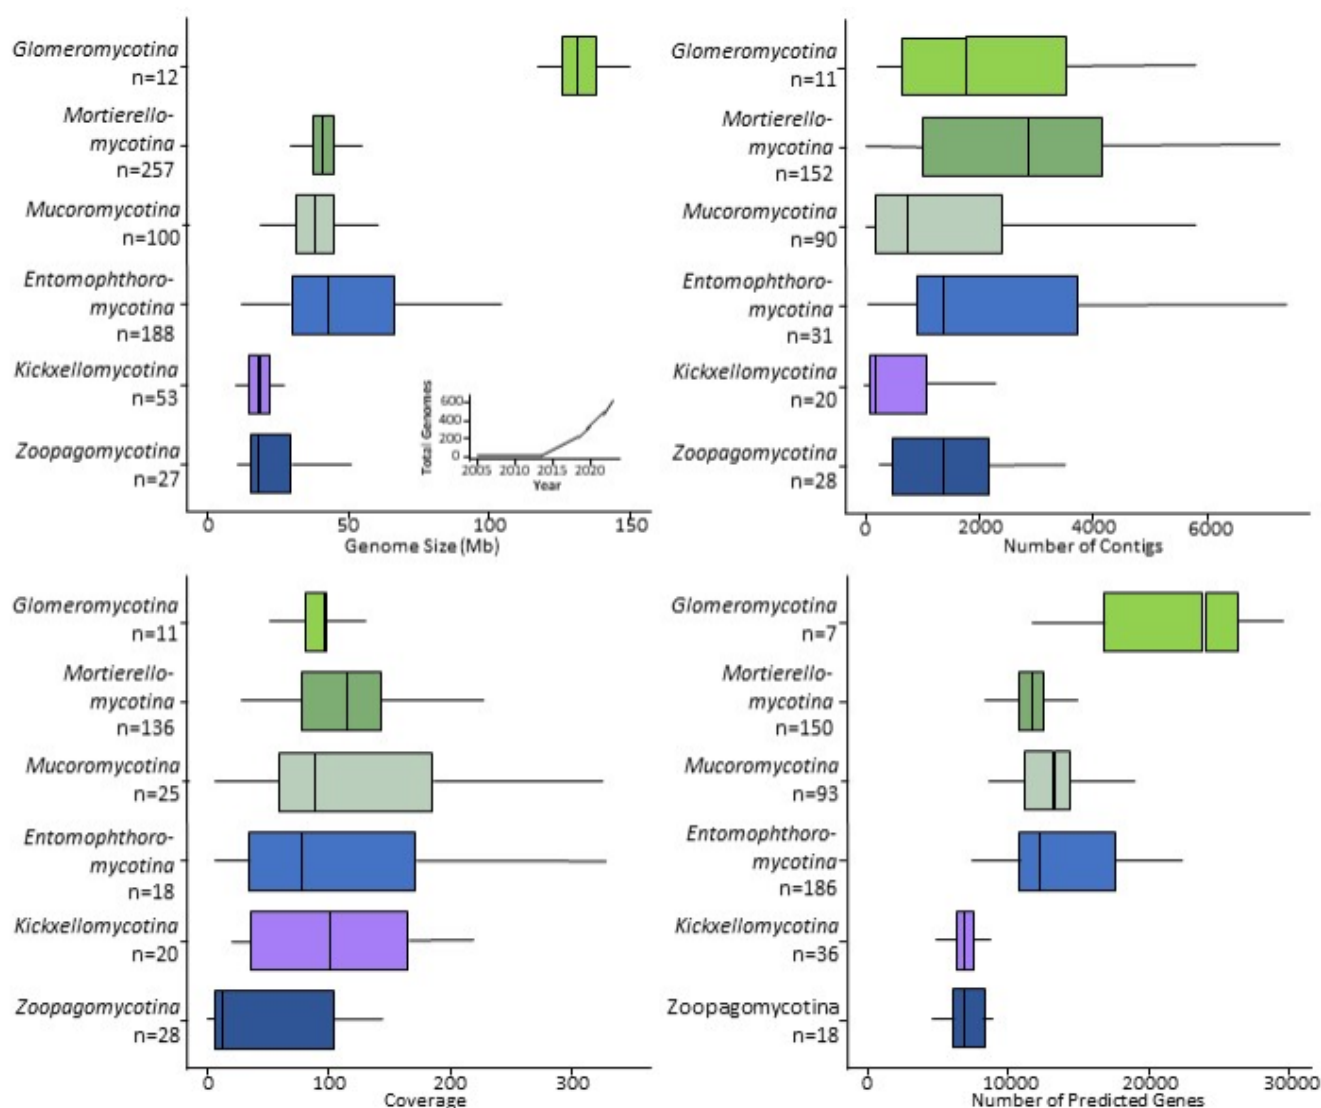 Glomeromycotina
n=12
Mortierello-
mycotina
n=257
Mucoromycotina
n=100
Entomophthoro-
mycotina
n=188
Kickxellomycotina
n=53
Zoopagomycotina
n=27
Total Genomes
600
400
200
0
2005 2010 2015 2020
Year
0 50 100 150
Genome Size (Mb)
Glomeromycotina
n=11
Mortierello-
mycotina
n=152
Mucoromycotina
n=90
Entomophthoro-
mycotina
n=31
Kickxellomycotina
n=20
Zoopagomycotina
n=28
0 2000 4000 6000
Number of Contigs
Glomeromycotina
n=11
Mortierello-
mycotina
n=136
Mucoromycotina
n=25
Entomophthoro-
mycotina
n=18
Kickxellomycotina
n=20
Zoopagomycotina
n=28
0 100 200 300
Coverage
Glomeromycotina
n=7
Mortierello-
mycotina
n=150
Mucoromycotina
n=93
Entomophthoro-
mycotina
n=186
Kickxellomycotina
n=36
Zoopagomycotina
n=18
0 10000 20000 30000
Number of Predicted Genes